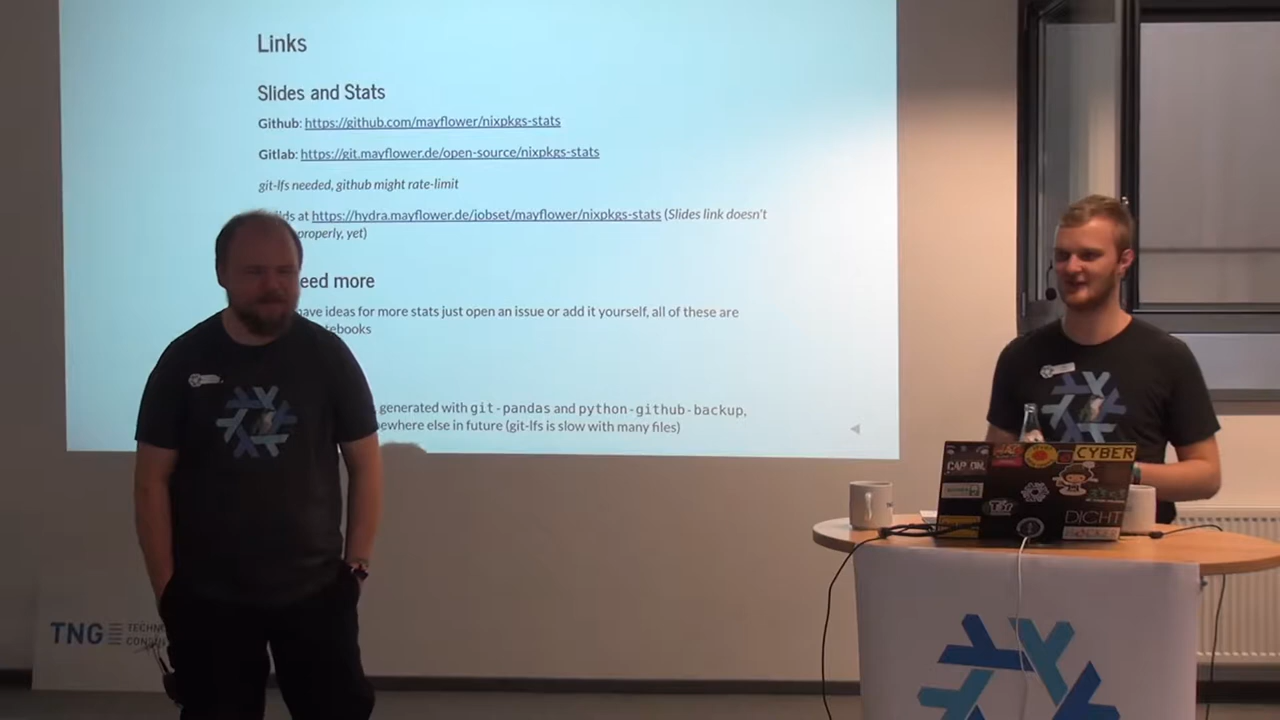 Links
Slides and Stats
Github: https://github.com/mayflower/nixpkgs-stats
Gitlab: https://git.mayflower.de/open-source/nixpkgs-stats
git-lfs needed, github might rate-limit
at https://hydra.mayflower.de/jobset/mayflower/nixpkgs-stats (Slides link doesn't
properly, yet)
more
have ideas for more stats just open an issue or add it yourself, all of these are
generated with git-pandas and python-github-backup,
else in future (git-lfs is slow with many files)
CYBER
DICHT
TNG